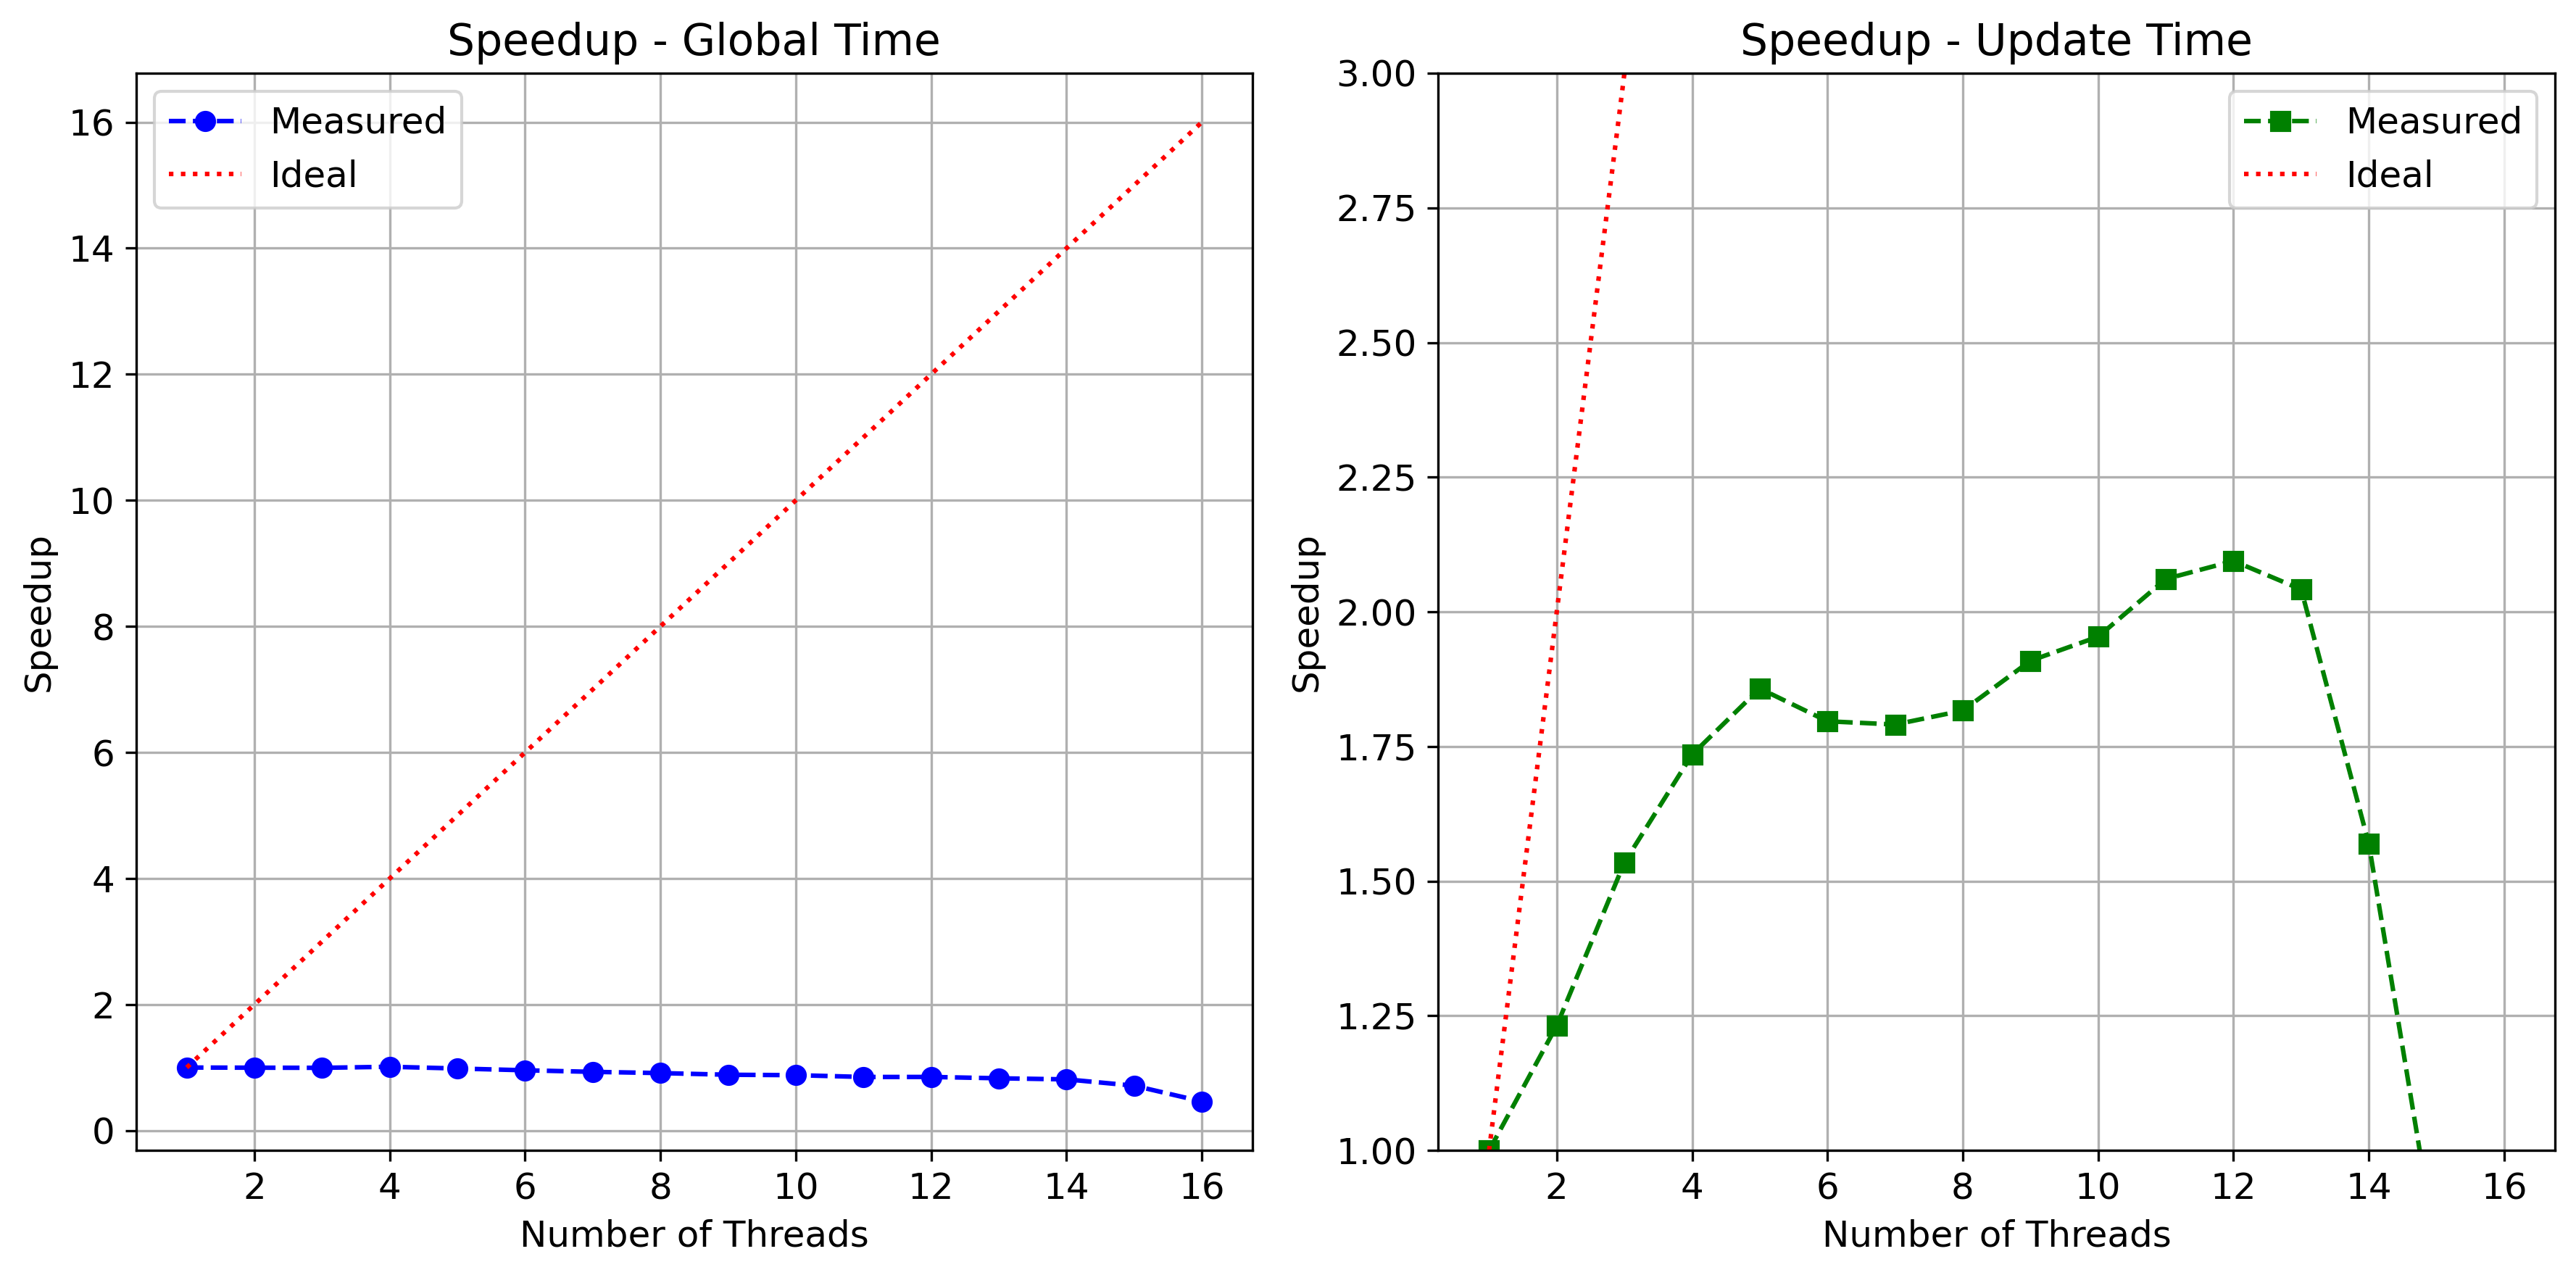 Speedup - Global Time
Speedup
16
14
12
10
8
6
4
2
0
Measured
Ideal
2 4 6 8 10 12 14 16
Number of Threads
Speedup - Update Time
Speedup
3.00
2.75
2.50
2.25
2.00
1.75
1.50
1.25
1.00
Measured
Ideal
2 4 6 8 10 12 14 16
Number of Threads